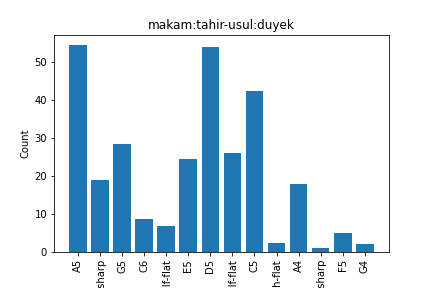 makam:tahir-usul:duyek
Count
50
40
30
20
10
0
A5
sharp
G5
C6
lf-flat
E5
D5
lf-flat
C5
h-flat
A4
sharp
F5
G4